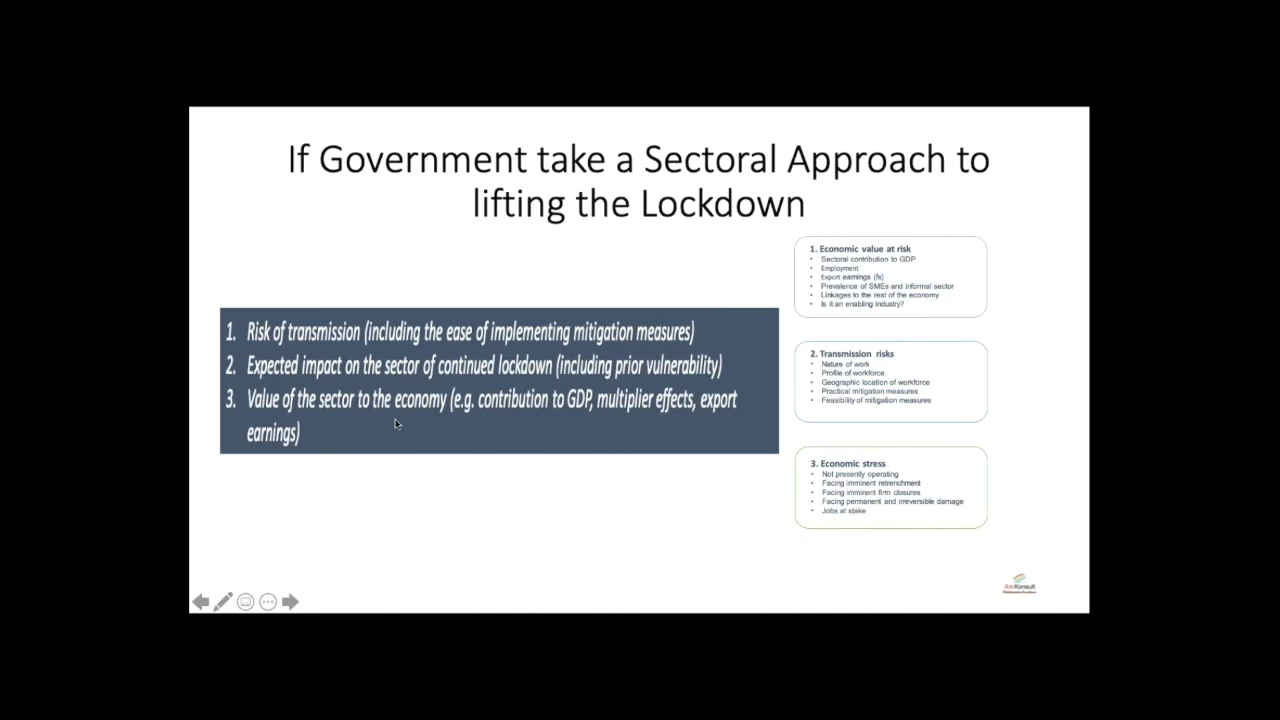 If Government take a Sectoral Approach to
lifting the Lockdown
1. Risk of transmission (including the ease of implementing mitigation measures)
2. Expected impact on the sector of continued lockdown (including prior vulnerability)
3. Value of the sector to the economy (e.g. contribution to GDP, multiplier effects, export
earnings)
1. Economic value at risk
• Sectoral contribution to GDP
• Employment
• Export earnings (fx)
• Prevalence of SMEs and informal sector
• Linkages to the rest of the economy
• Is it an enabling industry?
2. Transmission risks
• Nature of work
• Profile of workforce
• Geographic location of workforce
• Practical mitigation measures
• Feasibility of mitigation measures
3. Economic stress
• Not presently operating
• Facing imminent retrenchment
• Facing imminent firm closures
• Facing permanent and irreversible damage
• Jobs at stake
ArkKonsult